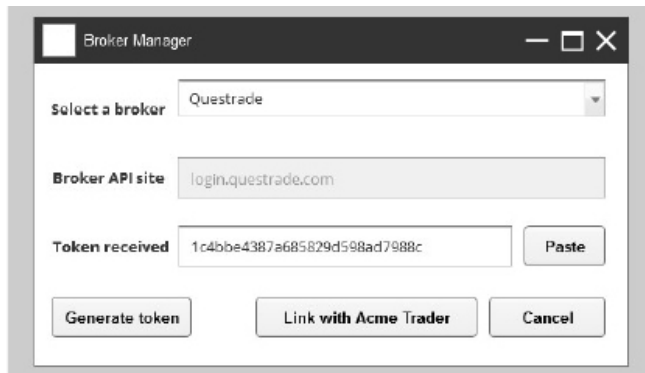 Broker Manager
Select a broker
Questrade
Broker API site
login.questrade.com
Token received
1c4bbe4387a685829d598ad7988c
Paste
Generate token
Link with Acme Trader
Cancel